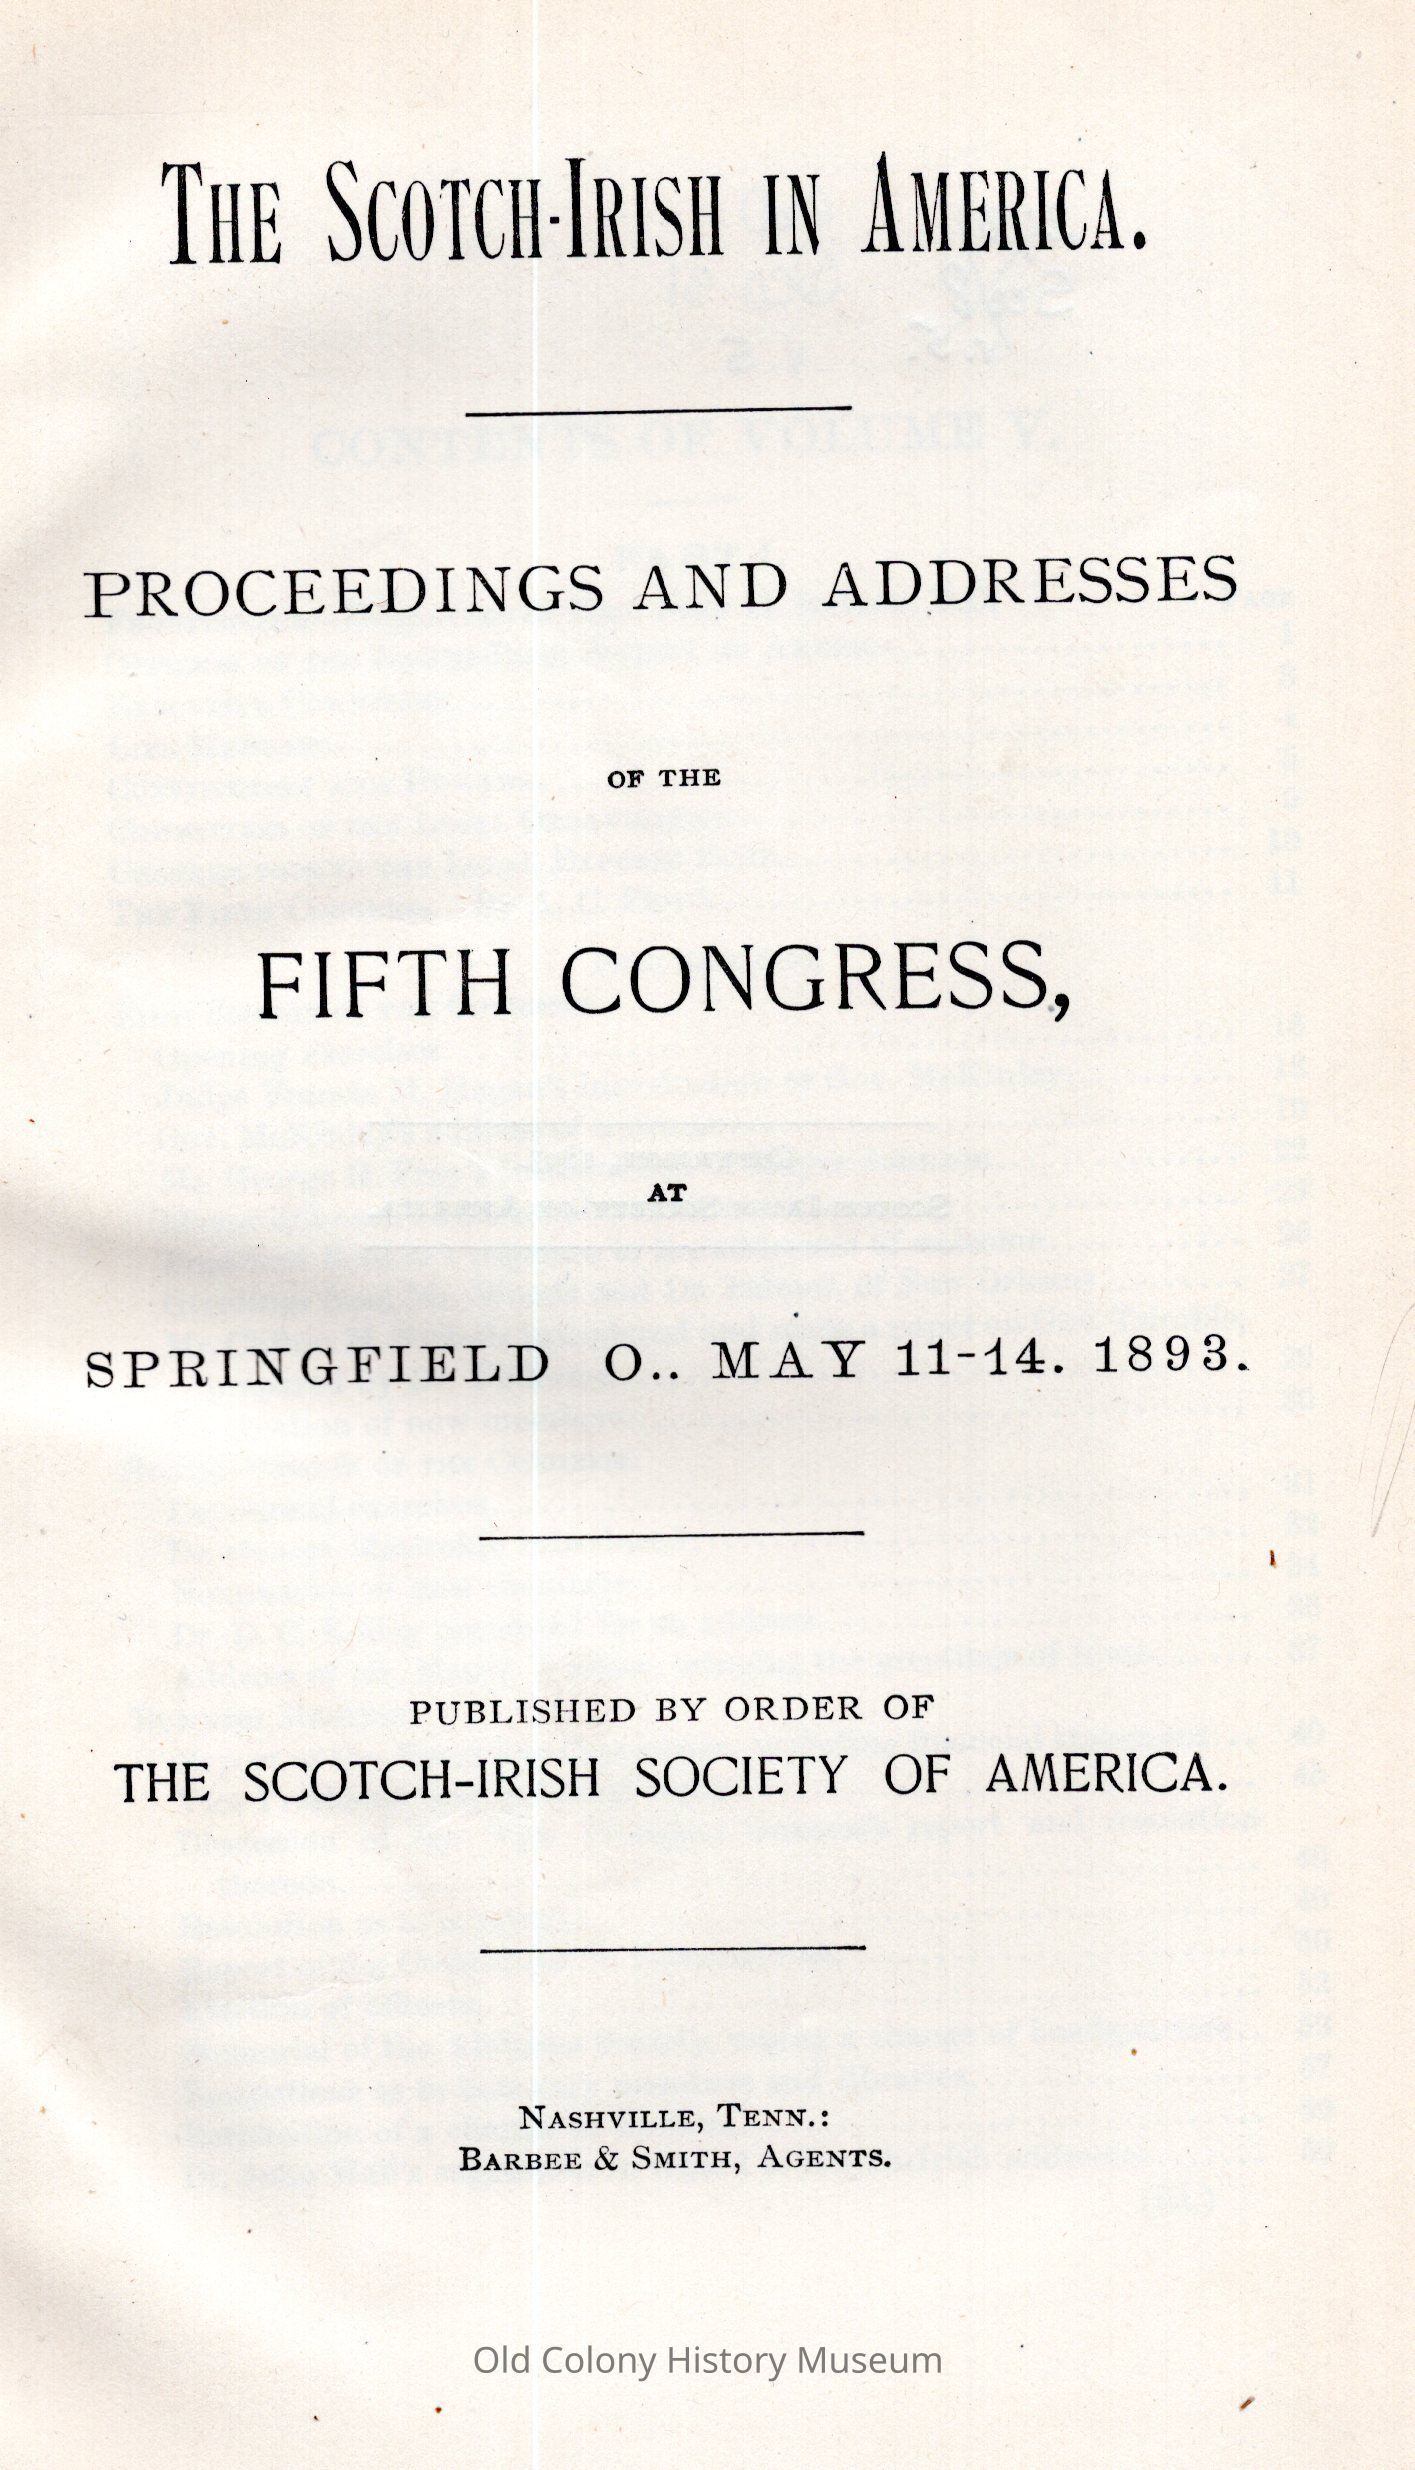 THE SCOTCH-IRISH IN AMERICA.
PROCEEDINGS AND ADDRESSES
OF THE
FIFTH CONGRESS,
AT
SPRINGFIELD O.. MAY 11-14. 1893.
PUBLISHED BY ORDER OF
THE SCOTCH-IRISH SOCIETY OF AMERICA.
NASHVILLE, TENN.:
BARBEE & SMITH, AGENTS.
Old Colony History Museum